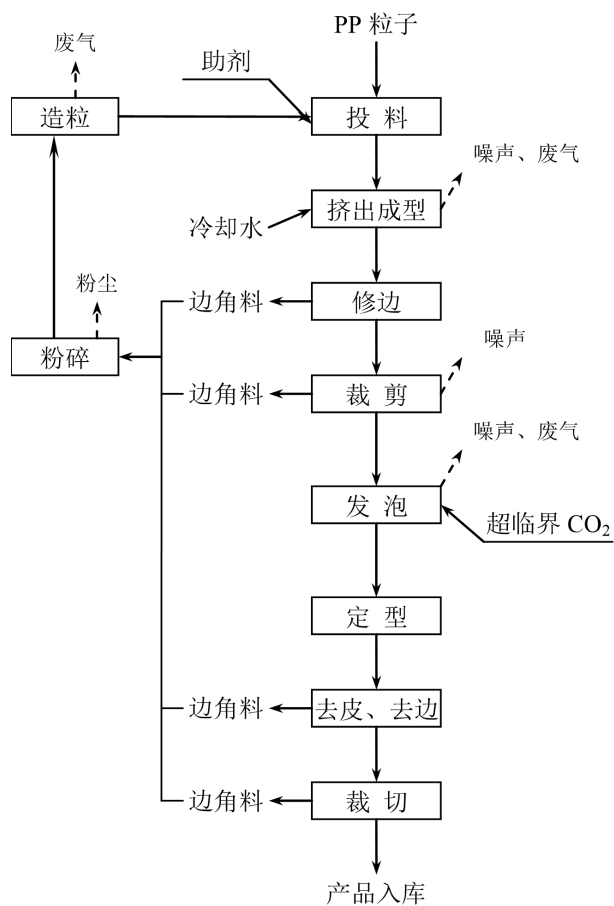 PP 粒子
废气
助剂
造粒
投 料
噪声、废气
挤出成型
冷却水
粉尘
边角料
修边
噪声
粉碎
边角料
裁 剪
噪声、废气
发 泡
超临界 CO₂
定 型
边角料
去皮、去边
边角料
裁 切
产品入库